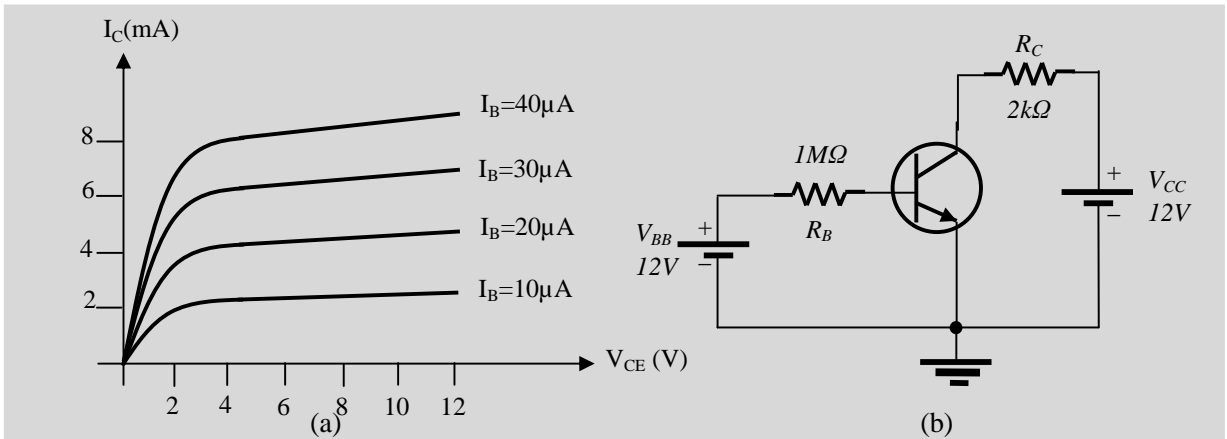 I_C(mA)
8
6
4
2
I_B=40µA
I_B=30µA
I_B=20µA
I_B=10µA
V_CE (V)
2 4 6 8 10 12
(a)
R_C
2kΩ
1MΩ
R_B
V_BB
12V
+
−
+
−
V_CC
12V
(b)